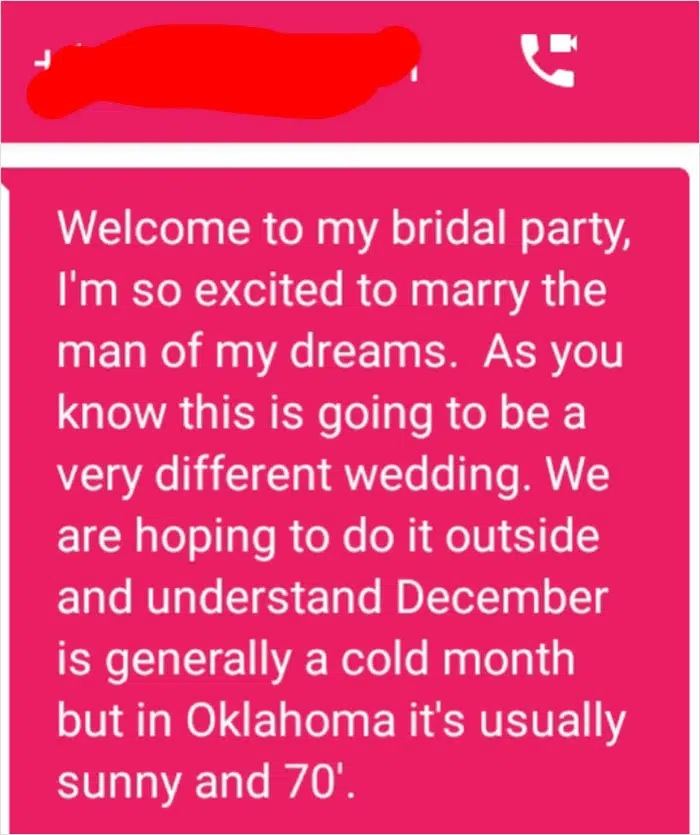 Welcome to my bridal party,
I'm so excited to marry the
man of my dreams.  As you
know this is going to be a
very different wedding. We
are hoping to do it outside
and understand December
is generally a cold month
but in Oklahoma it's usually
sunny and 70'.